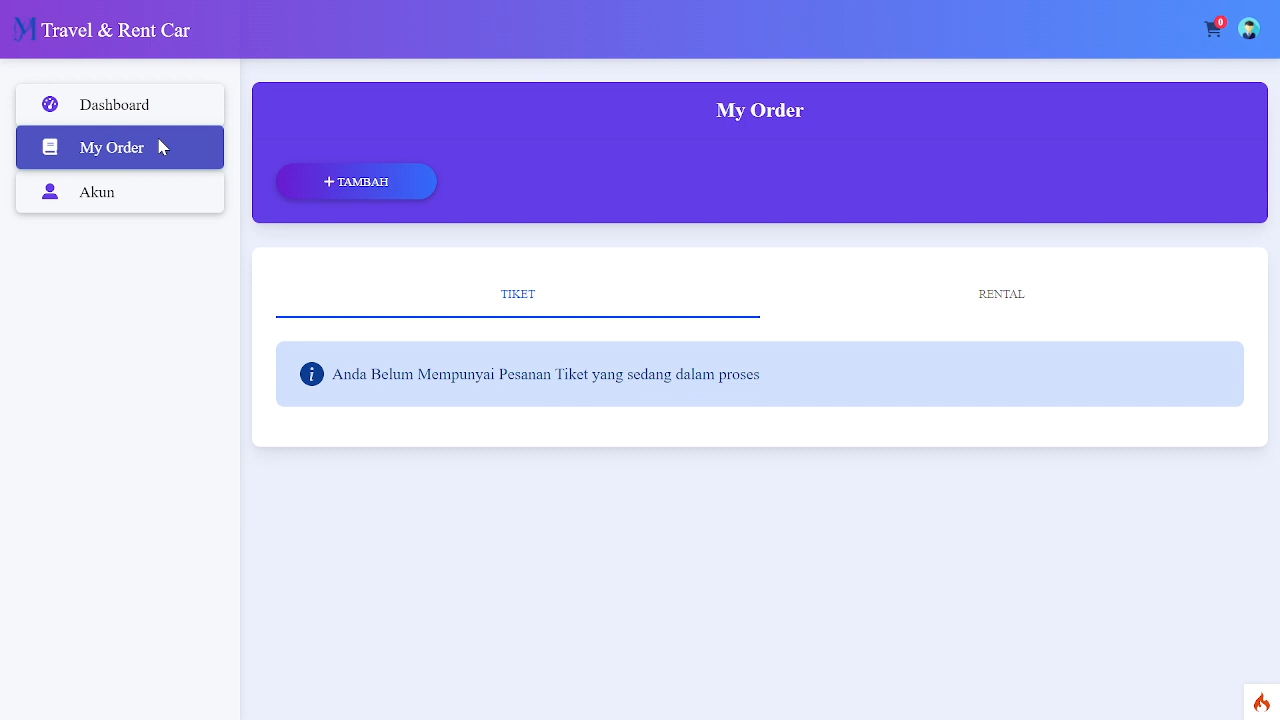 M Travel & Rent Car
0
Dashboard
My Order
Akun
My Order
+ TAMBAH
TIKET
RENTAL
i Anda Belum Mempunyai Pesanan Tiket yang sedang dalam proses